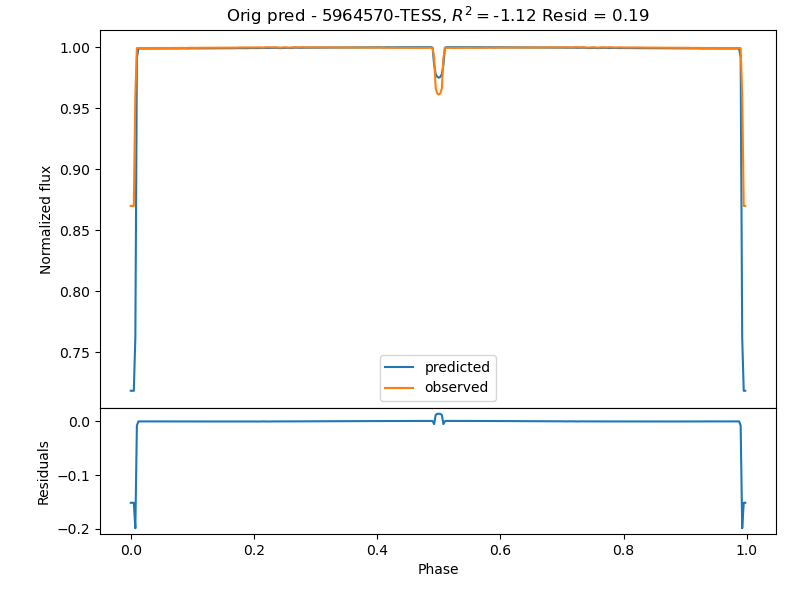 Orig pred - 5964570-TESS, R² = -1.12 Resid = 0.19
Normalized flux
1.00
0.95
0.90
0.85
0.80
0.75
predicted
observed
Residuals
0.0
−0.1
−0.2
0.0 0.2 0.4 0.6 0.8 1.0
Phase